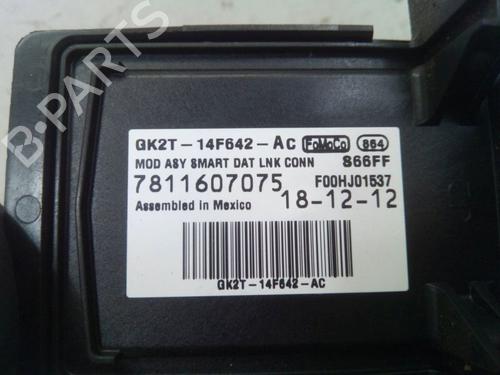 B-PARTS
GK2T-14F642-AC FoMoCo 864
MOD ASY SMART DAT LNK CONN S66FF
7811607075 F00HJ01537
Assembled in Mexico 18-12-12
GK2T-14F642-AC